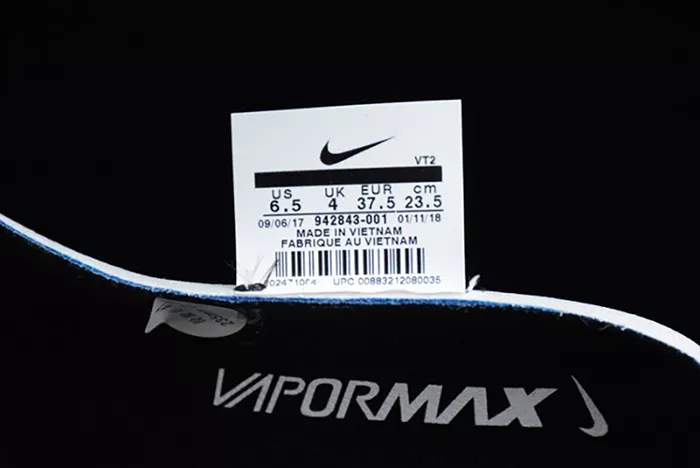 VT2
US UK EUR cm
6.5 4 37.5 23.5
09/06/17 942843-001 01/11/18
MADE IN VIETNAM
FABRIQUE AU VIETNAM
UPC 00883212080035
VAPORMAX